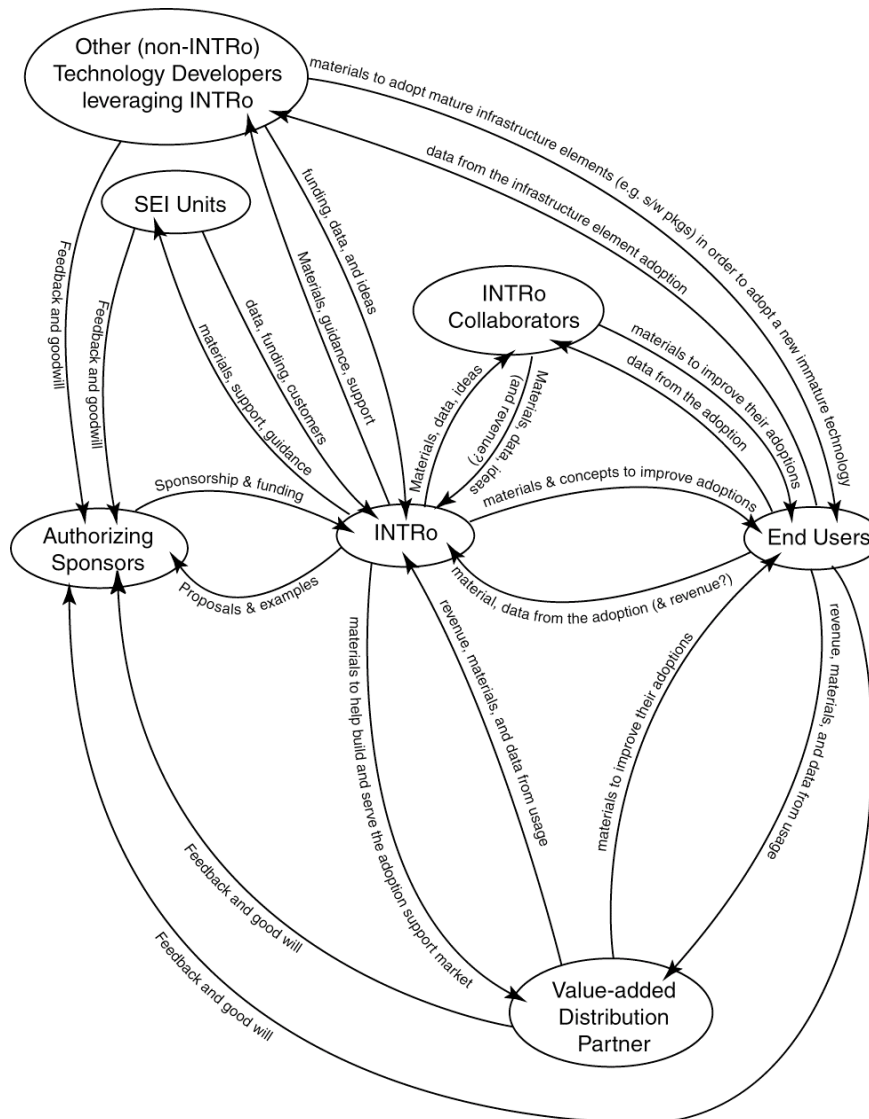 Other (non-INTRo)
Technology Developers
leveraging INTRo
materials to adopt mature infrastructure elements (e.g. s/w pkgs) in order to adopt a new immature technology
data from the infrastructure element adoption
funding, data, and ideas
Materials, guidance, support
SEI Units
Feedback and goodwill
Feedback and goodwill
data, funding, customers
materials, support, guidance
INTRo
Collaborators
materials to improve their adoptions
data from the adoption
Materials, data, ideas
Materials, data, ideas
(and revenue?)
Sponsorship & funding
materials & concepts to improve adoptions
Authorizing
Sponsors
INTRo
End Users
Proposals & examples
material, data from the adoption (& revenue?)
materials to help build and serve the adoption support market
revenue, materials, and data from usage
materials to improve their adoptions
revenue, materials, and data from usage
Feedback and good will
Feedback and good will
Value-added
Distribution
Partner